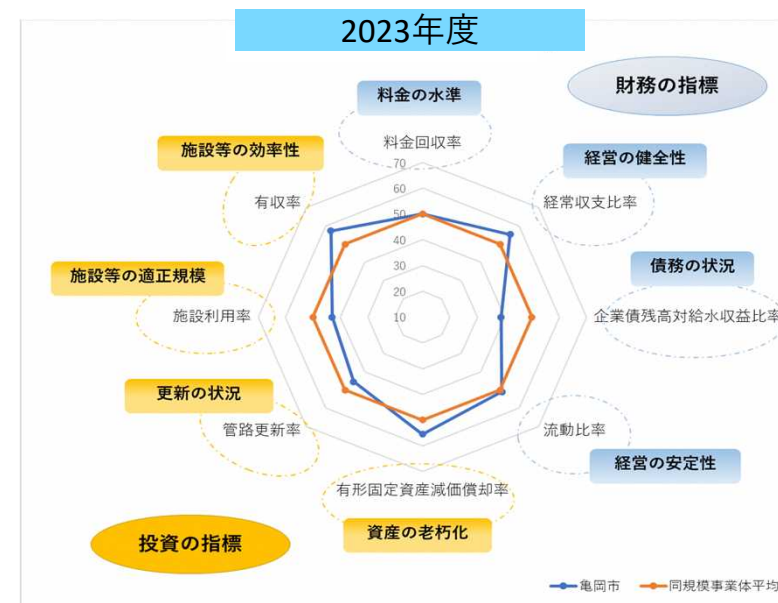 2023年度
財務の指標
料金の水準
料金回収率
施設等の効率性
有収率
経営の健全性
経常収支比率
70
60
50
40
30
20
10
施設等の適正規模
施設利用率
債務の状況
企業債残高対給水収益比率
更新の状況
管路更新率
流動比率
経営の安定性
有形固定資産減価償却率
資産の老朽化
投資の指標
亀岡市
同規模事業体平均